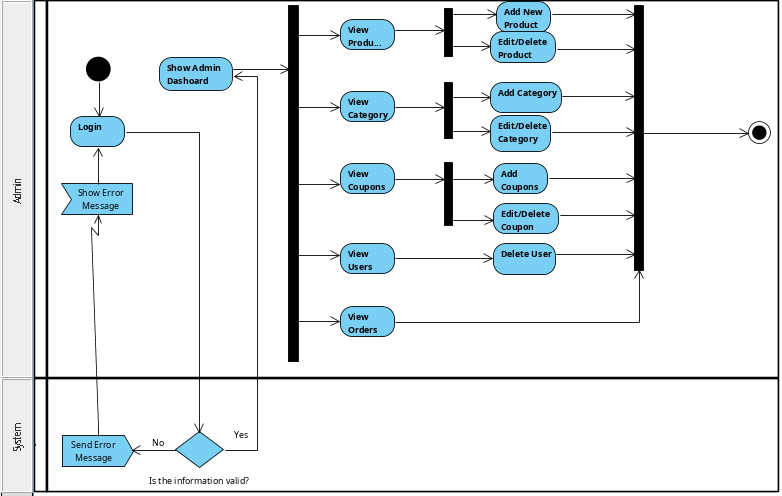 Admin
Show Admin
Dashoard
Login
Show Error
Message
View
Produ...
Add New
Product
Edit/Delete
Product
View
Category
Add Category
Edit/Delete
Category
View
Coupons
Add
Coupons
Edit/Delete
Coupon
View
Users
Delete User
View
Orders
System
Send Error
Message
No
Yes
Is the information valid?